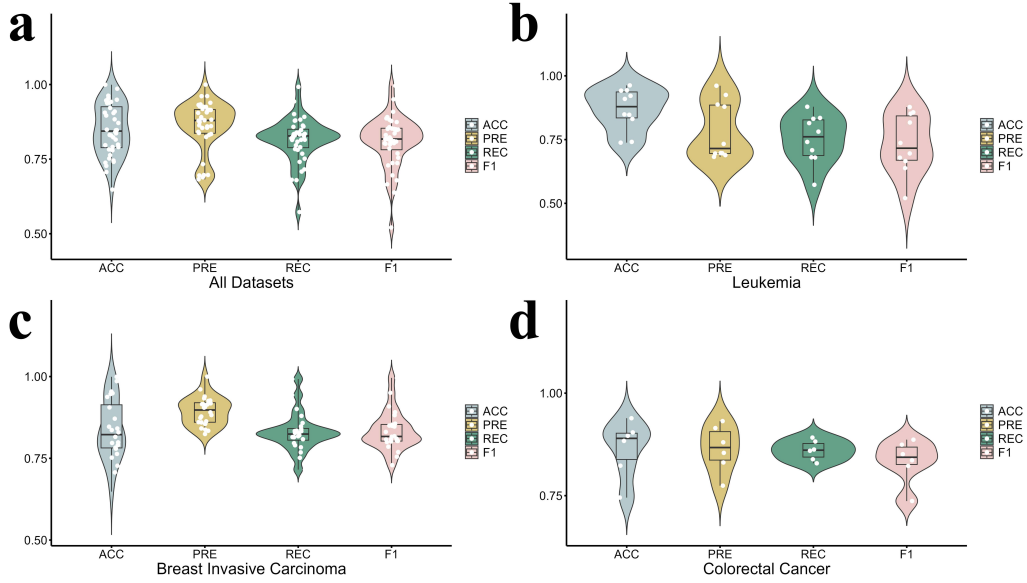 a
1.00
0.75
0.50
ACC PRE REC F1
All Datasets
ACC
PRE
REC
F1
b
1.00
0.75
0.50
ACC PRE REC F1
Leukemia
ACC
PRE
REC
F1
c
1.00
0.75
0.50
ACC PRE REC F1
Breast Invasive Carcinoma
ACC
PRE
REC
F1
d
1.00
0.75
ACC PRE REC F1
Colorectal Cancer
ACC
PRE
REC
F1